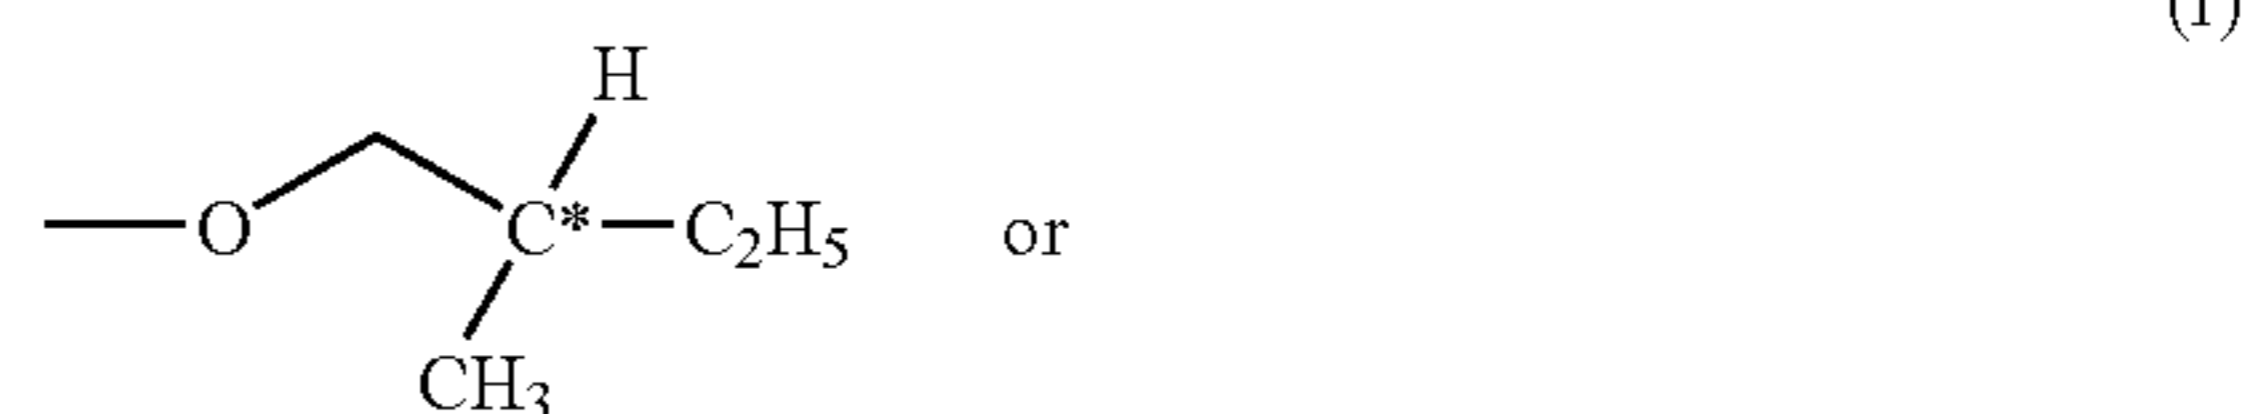 (I)
H
O C*—C₂H₅ or
CH₃